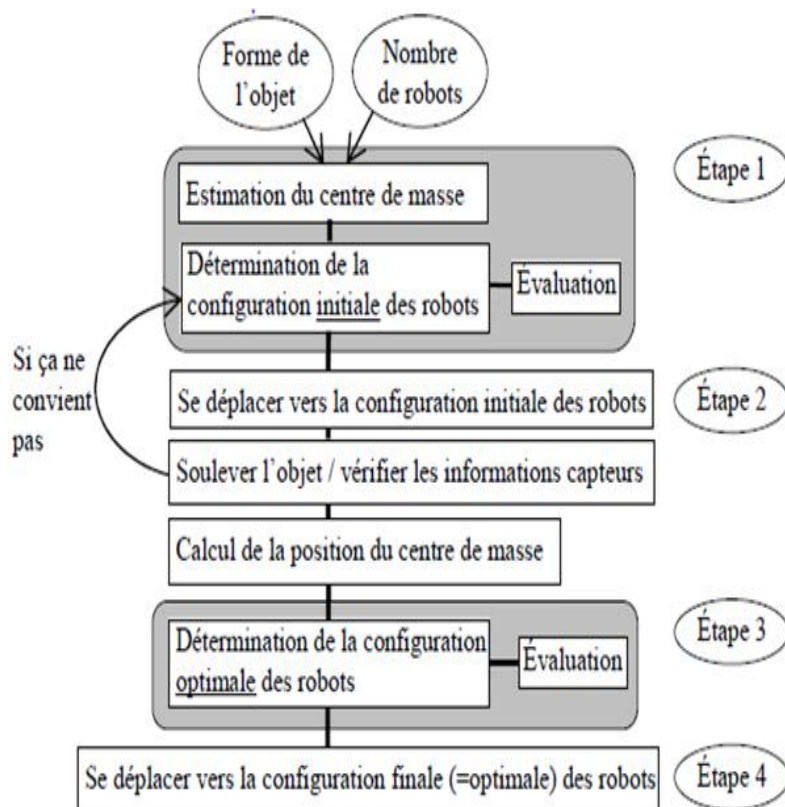 Forme de
l'objet
Nombre
de robots
Étape 1
Estimation du centre de masse
Détermination de la
configuration initiale des robots
Évaluation
Si ça ne
convient
pas
Se déplacer vers la configuration initiale des robots
Étape 2
Soulever l'objet / vérifier les informations capteurs
Calcul de la position du centre de masse
Étape 3
Détermination de la configuration
optimale des robots
Évaluation
Se déplacer vers la configuration finale (=optimale) des robots
Étape 4